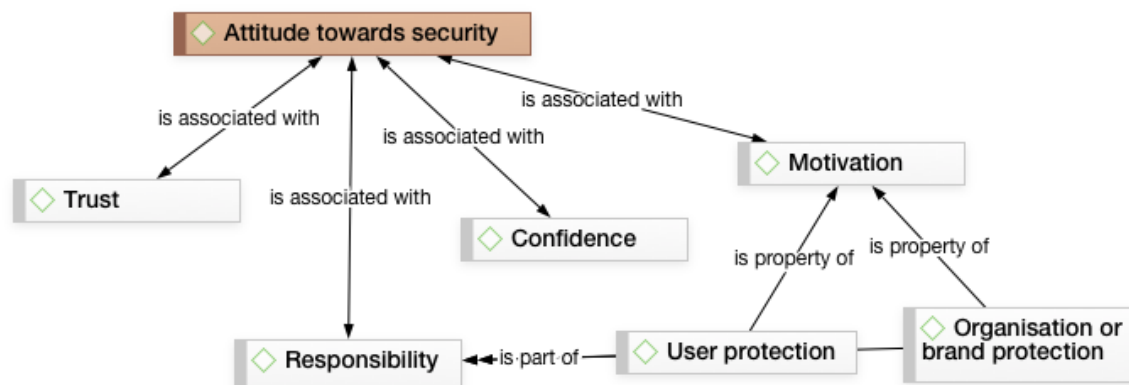 Attitude towards security
is associated with
is associated with
is associated with
is associated with
Motivation
Trust
Confidence
is property of
is property of
Organisation or
brand protection
Responsibility
is part of
User protection